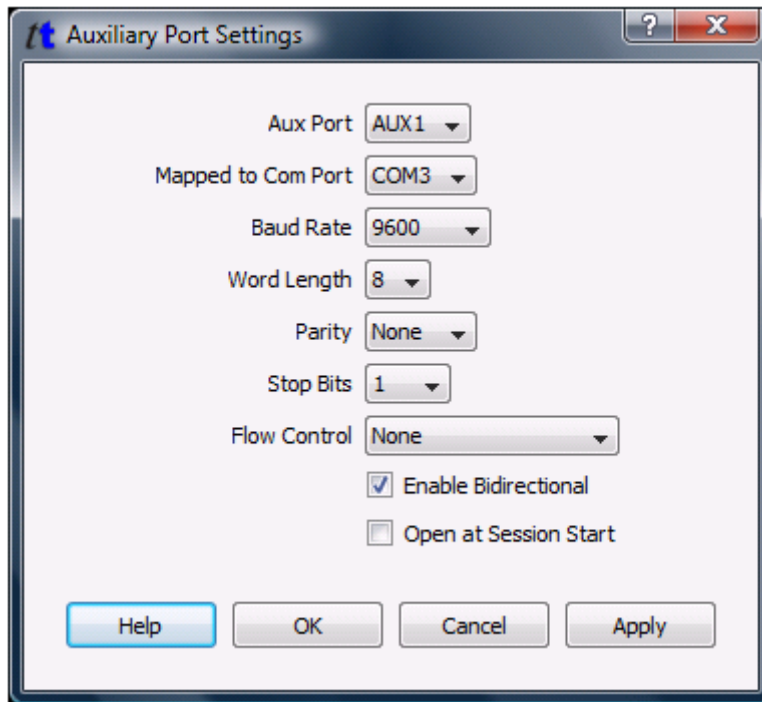 tt Auxiliary Port Settings ?
Aux Port AUX1
Mapped to Com Port COM3
Baud Rate 9600
Word Length 8
Parity None
Stop Bits 1
Flow Control None
Enable Bidirectional
Open at Session Start
Help OK Cancel Apply